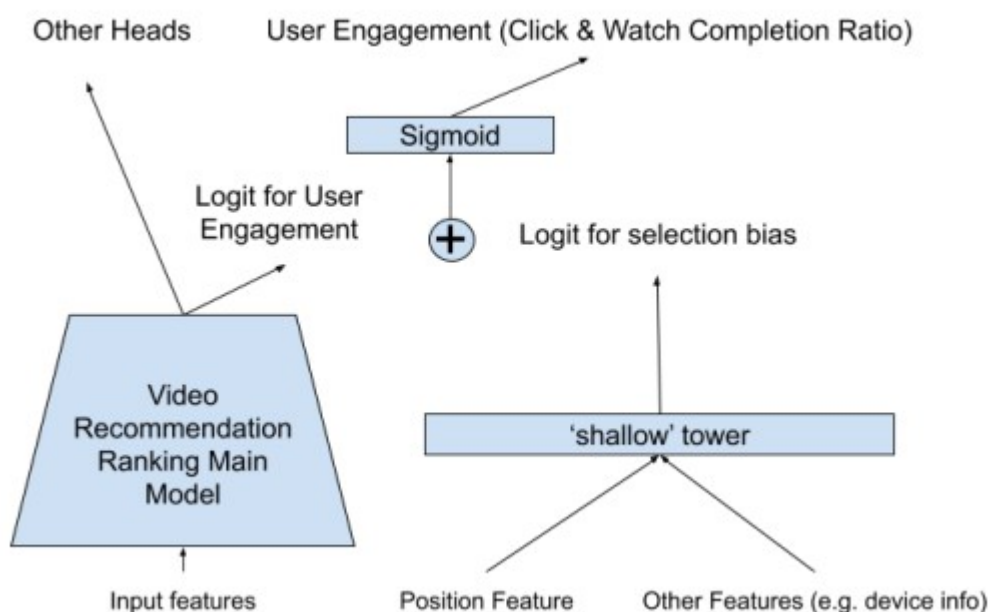 Other Heads
User Engagement (Click & Watch Completion Ratio)
Sigmoid
Logit for User
Engagement
+
Logit for selection bias
Video
Recommendation
Ranking Main
Model
‘shallow’ tower
Input features
Position Feature
Other Features (e.g. device info)